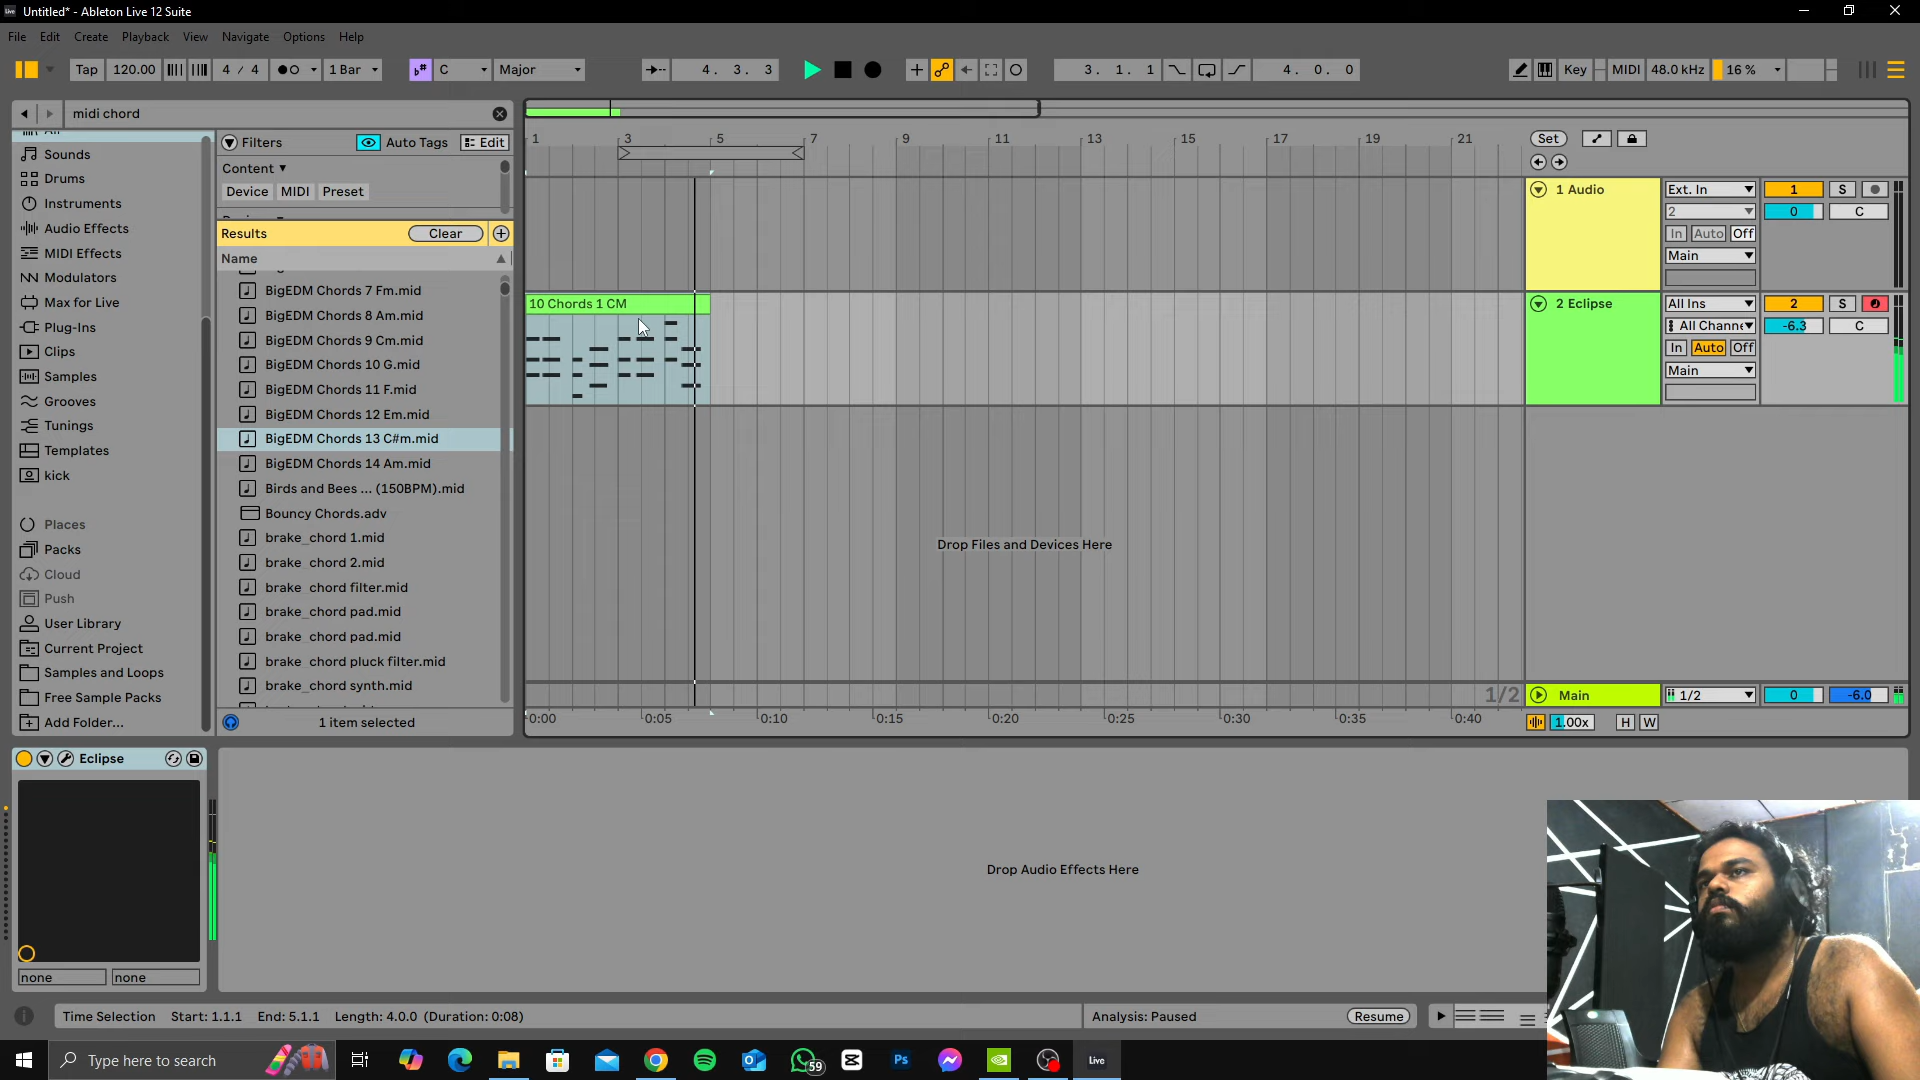 Untitled* - Ableton Live 12 Suite
File Edit Create Playback View Navigate Options Help
Tap 120.00 4 / 4 1 Bar C Major 4. 3. 3 3. 1. 1 4. 0. 0 Key MIDI 48.0 kHz 16 %
midi chord
Sounds
Drums
Instruments
Audio Effects
MIDI Effects
Modulators
Max for Live
Plug-Ins
Clips
Samples
Grooves
Tunings
Templates
kick
Places
Packs
Cloud
Push
User Library
Current Project
Samples and Loops
Free Sample Packs
Add Folder...
Filters Auto Tags Edit
Content
Device MIDI Preset
Results Clear
Name
BigEDM Chords 7 Fm.mid
BigEDM Chords 8 Am.mid
BigEDM Chords 9 Cm.mid
BigEDM Chords 10 G.mid
BigEDM Chords 11 F.mid
BigEDM Chords 12 Em.mid
BigEDM Chords 13 C#m.mid
BigEDM Chords 14 Am.mid
Birds and Bees ... (150BPM).mid
Bouncy Chords.adv
brake_chord 1.mid
brake_chord 2.mid
brake_chord filter.mid
brake_chord pad.mid
brake_chord pad.mid
brake_chord pluck filter.mid
brake_chord synth.mid
1 item selected
1 3 5 7 9 11 13 15 17 19 21
Set
10 Chords 1 CM
Drop Files and Devices Here
1/2
0:00 0:05 0:10 0:15 0:20 0:25 0:30 0:35 0:40
1 Audio Ext. In 1 S
2 0 C
In Auto Off
Main
2 Eclipse All Ins 2 S
All Channe -6.3 C
In Auto Off
Main
Main 1/2 0 -6.0
1.00x H W
Eclipse
none none
Drop Audio Effects Here
Time Selection Start: 1.1.1 End: 5.1.1 Length: 4.0.0 (Duration: 0:08)
Analysis: Paused Resume
Type here to search
59
Ps
Live